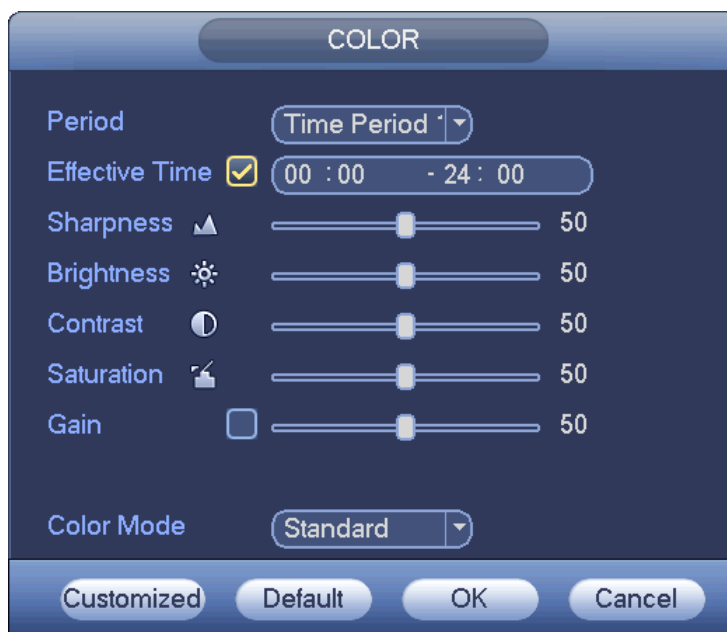 COLOR
Period Time Period
Effective Time 00 :00 - 24 : 00
Sharpness 50
Brightness 50
Contrast 50
Saturation 50
Gain 50
Color Mode Standard
Customized Default OK Cancel